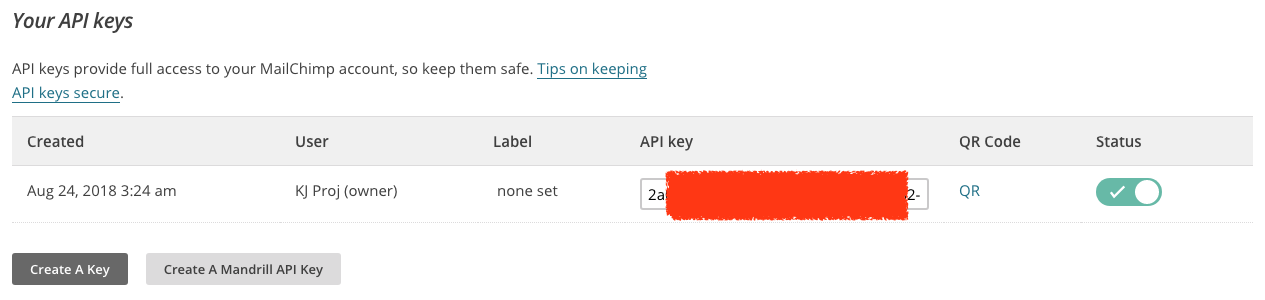 Your API keys
API keys provide full access to your MailChimp account, so keep them safe. Tips on keeping
API keys secure.
Created User Label API key QR Code Status
Aug 24, 2018 3:24 am KJ Proj (owner) none set 2a 2- QR
Create A Key Create A Mandrill API Key